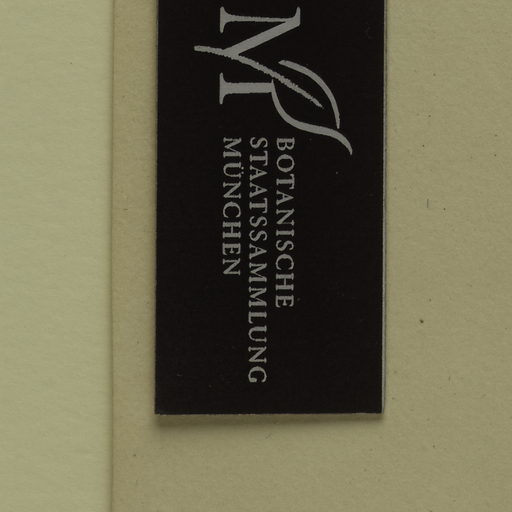 M
BOTANISCHE
STAATSSAMMLUNG
MÜNCHEN